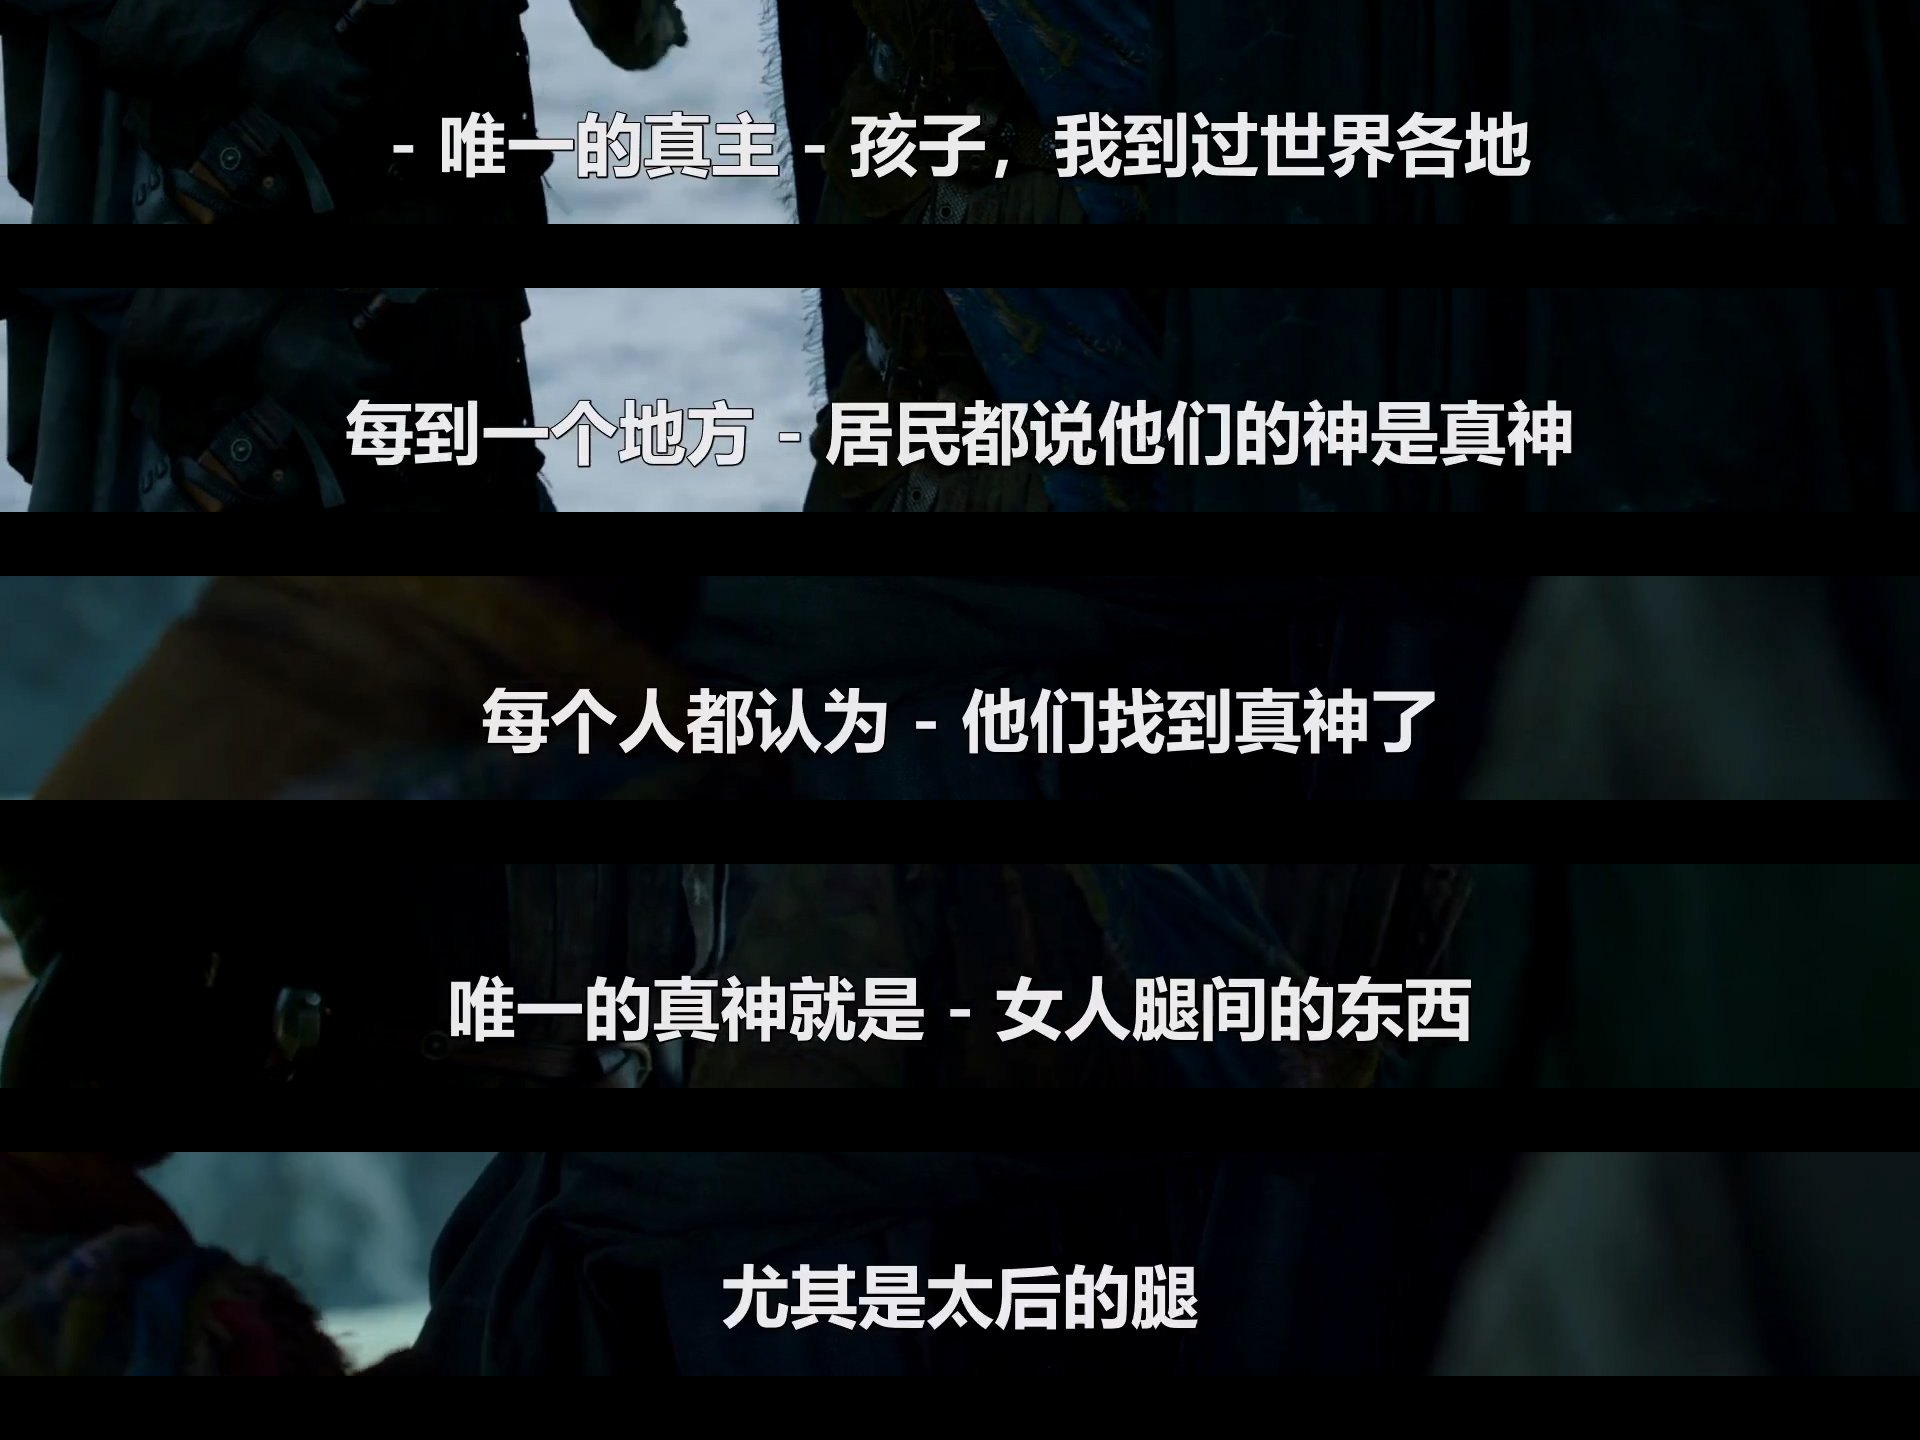 - 唯一的真主 - 孩子，我到过世界各地
每到一个地方 - 居民都说他们的神是真神
每个人都认为 - 他们找到真神了
唯一的真神就是 - 女人腿间的东西
尤其是太后的腿